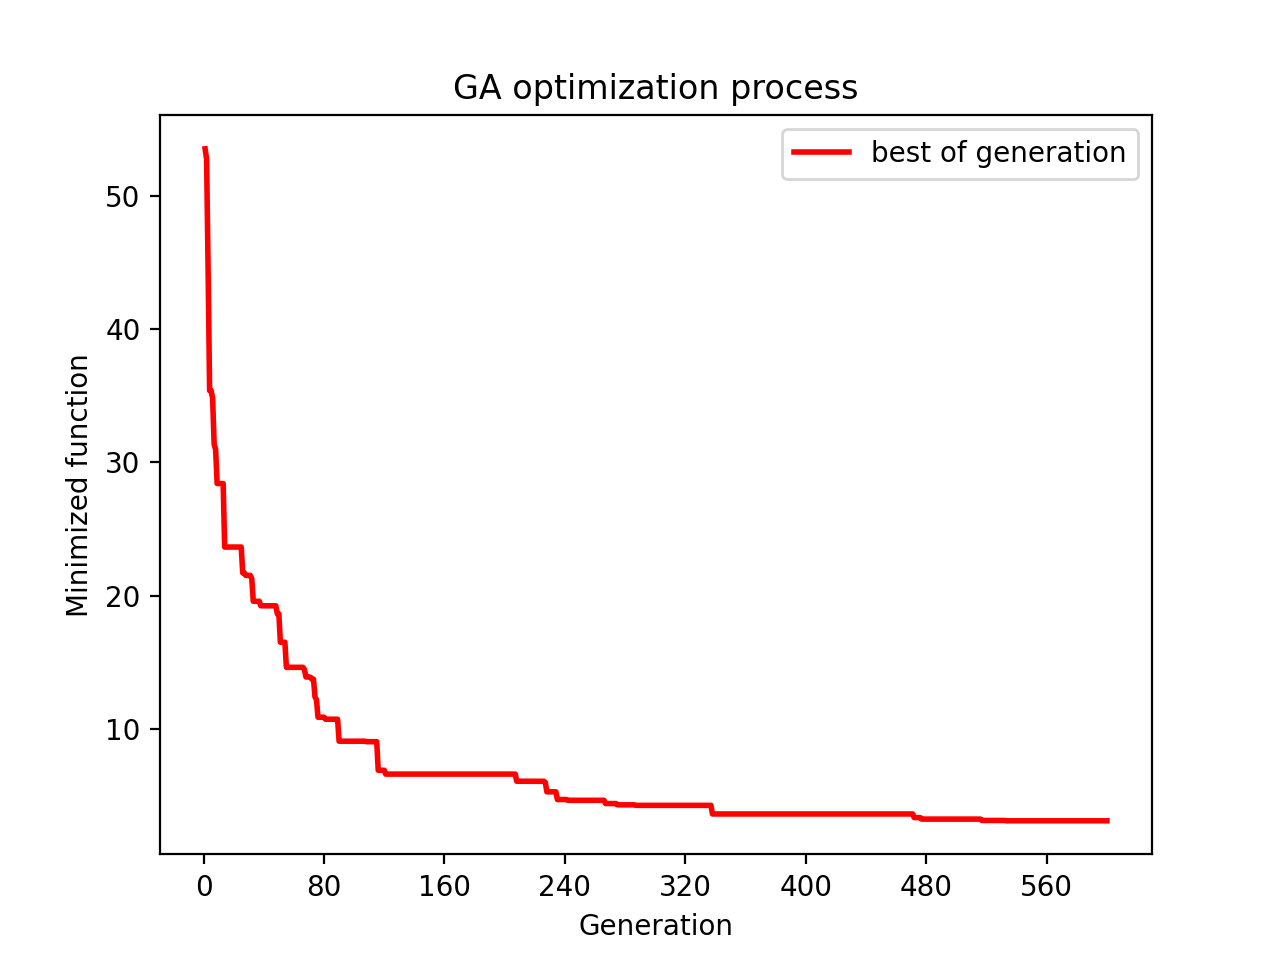 GA optimization process
best of generation
Minimized function
50
40
30
20
10
0 80 160 240 320 400 480 560
Generation